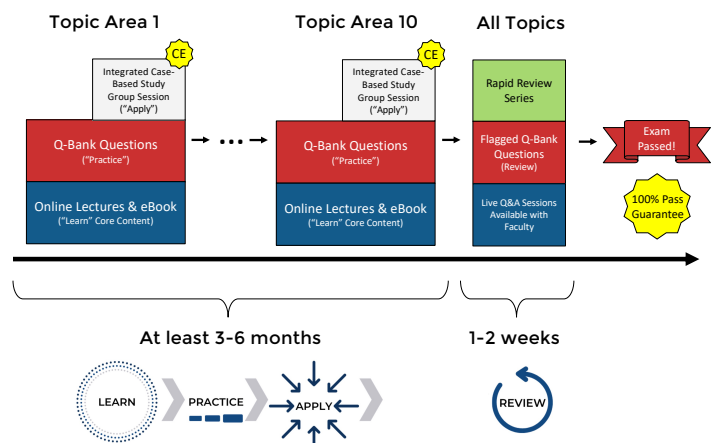 Topic Area 1
Topic Area 10
All Topics
CE
Integrated Case-
Based Study
Group Session
("Apply")
Q-Bank Questions
("Practice")
Online Lectures & eBook
("Learn" Core Content)
CE
Integrated Case-
Based Study
Group Session
("Apply")
Q-Bank Questions
("Practice")
Online Lectures & eBook
("Learn" Core Content)
Rapid Review
Series
Flagged Q-Bank
Questions
(Review)
Live Q&A Sessions
Available with
Faculty
Exam
Passed!
100% Pass
Guarantee
At least 3-6 months
1-2 weeks
LEARN
PRACTICE
APPLY
REVIEW